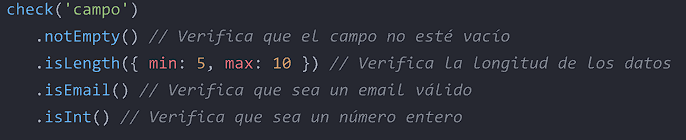 check('campo')
.notEmpty() // Verifica que el campo no esté vacío
.isLength({ min: 5, max: 10 }) // Verifica la longitud de los datos
.isEmail() // Verifica que sea un email válido
.isInt() // Verifica que sea un número entero